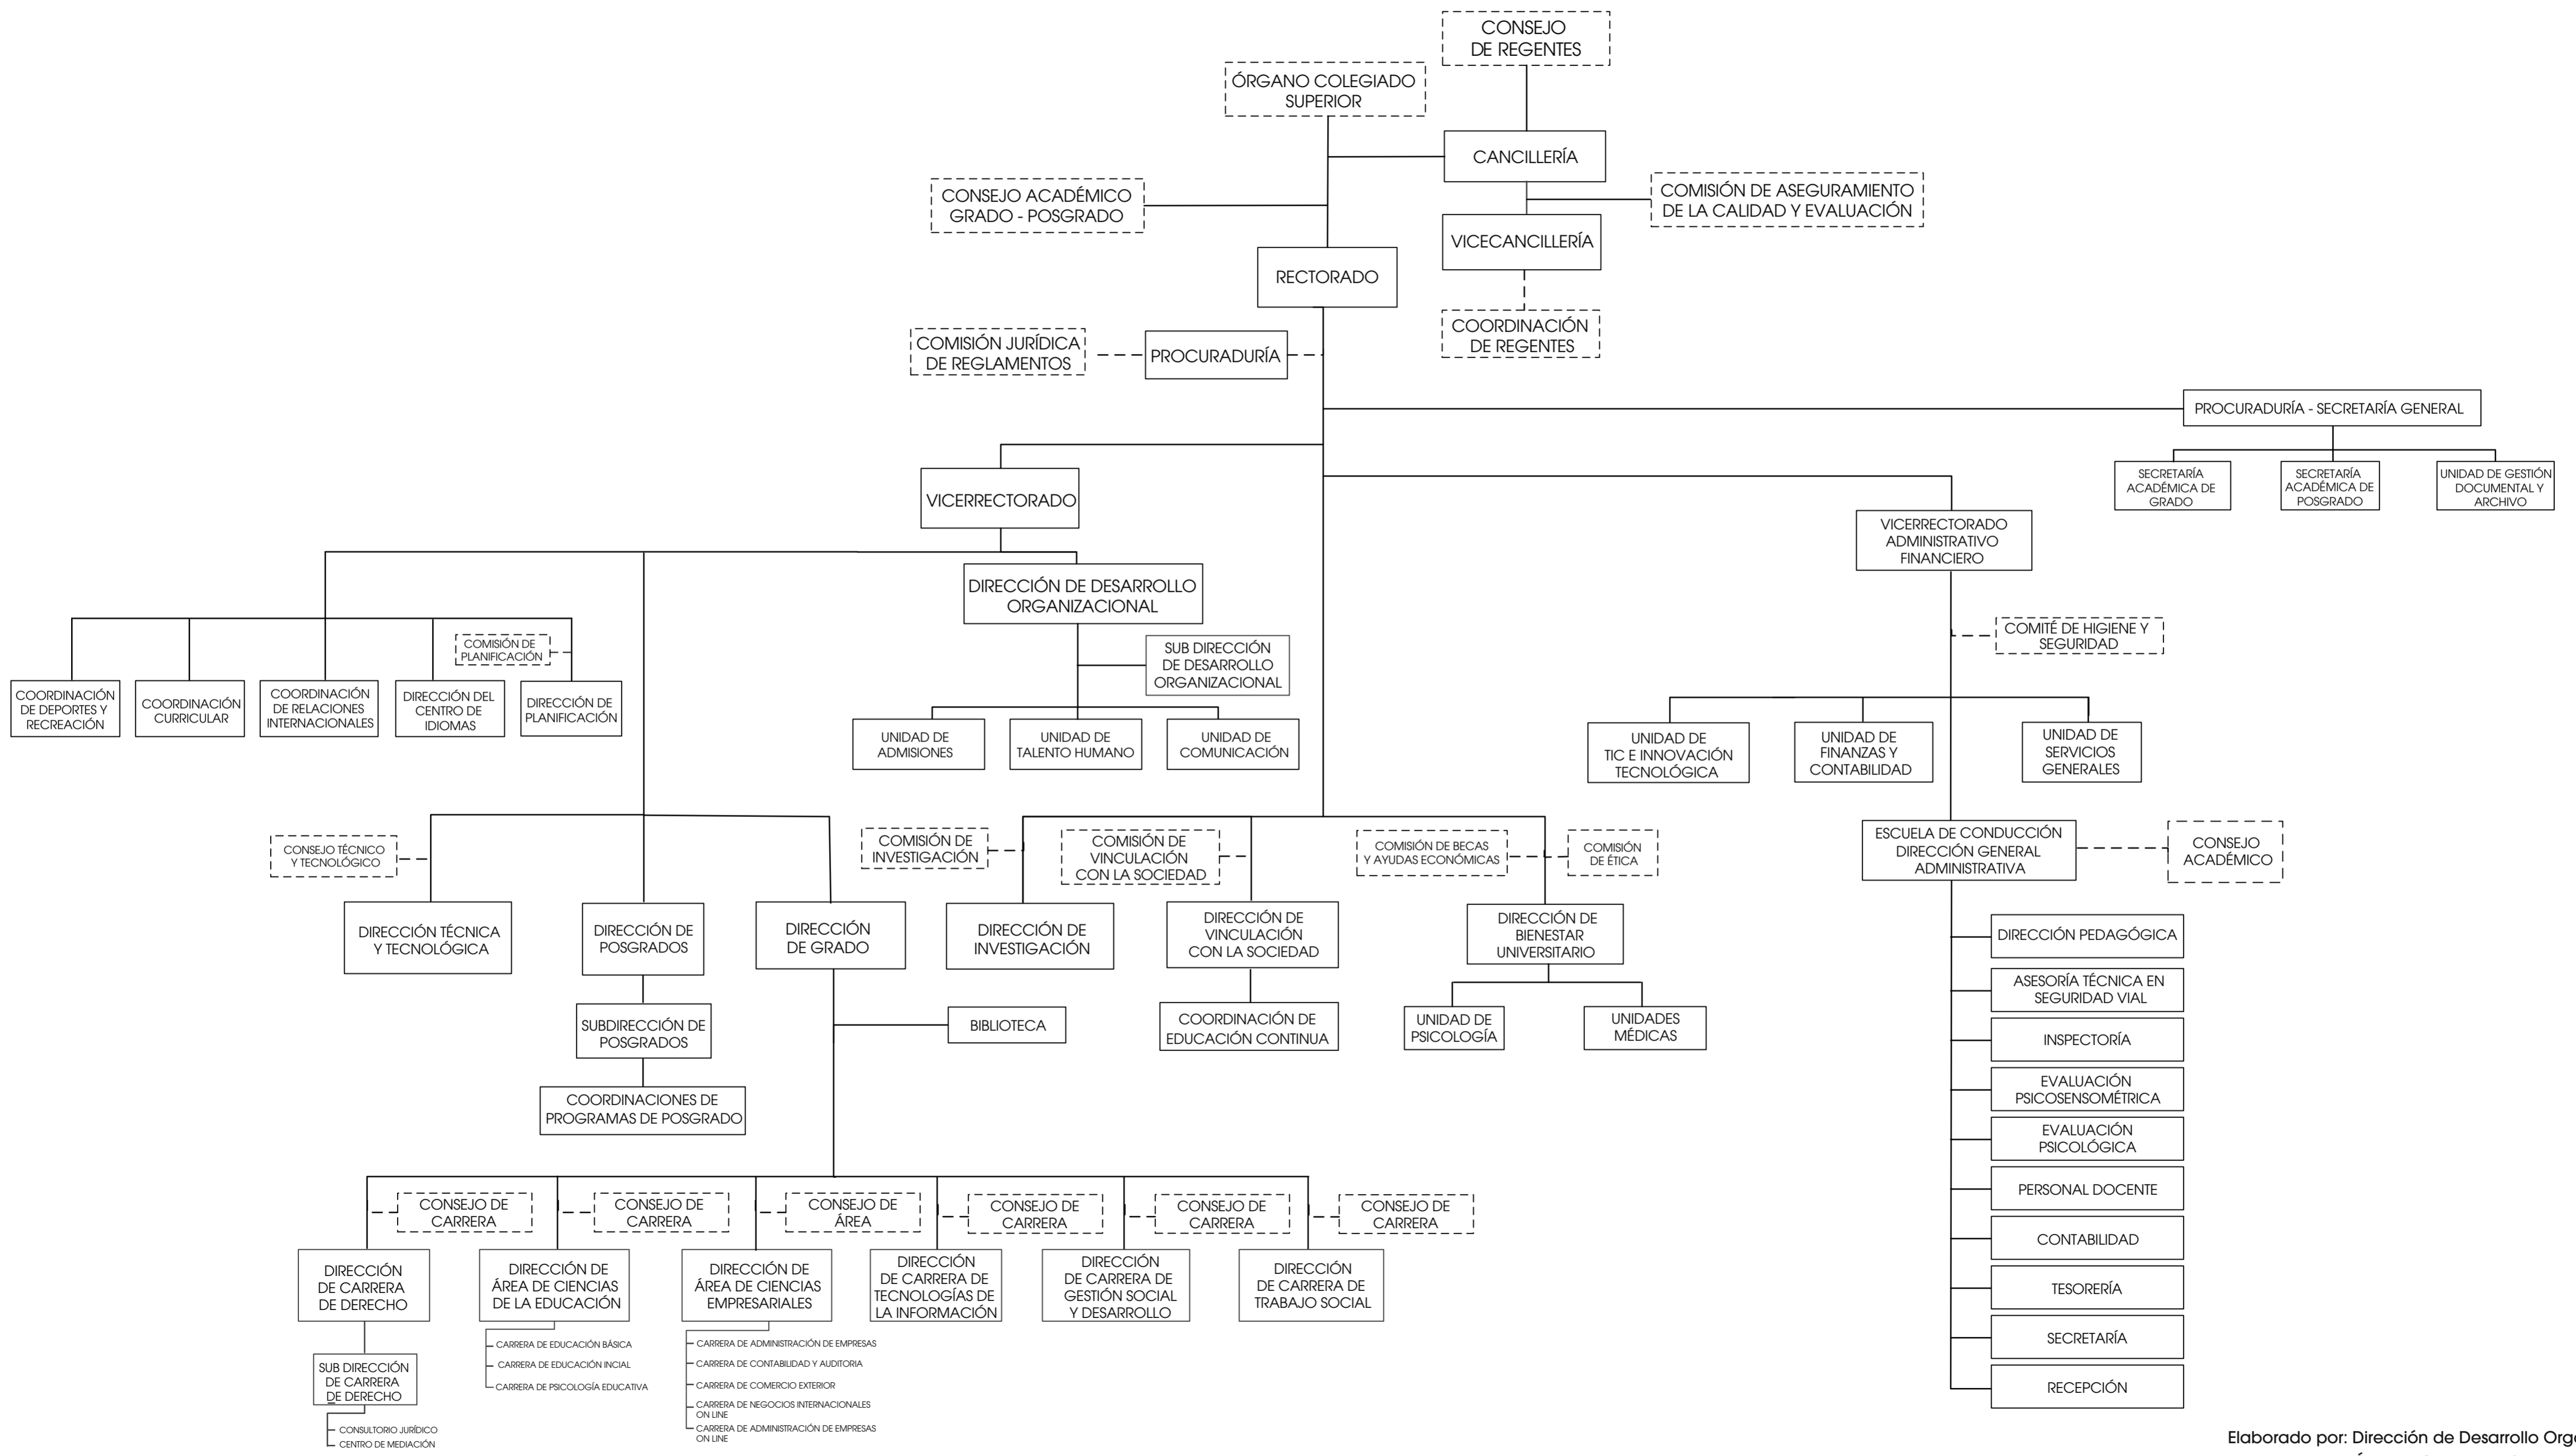 CONSEJO
DE REGENTES
ÓRGANO COLEGIADO
SUPERIOR
CANCILLERÍA
CONSEJO ACADÉMICO
GRADO - POSGRADO
COMISIÓN DE ASEGURAMIENTO
DE LA CALIDAD Y EVALUACIÓN
VICECANCILLERÍA
RECTORADO
COORDINACIÓN
DE REGENTES
COMISIÓN JURÍDICA
DE REGLAMENTOS
PROCURADURÍA
PROCURADURÍA - SECRETARÍA GENERAL
SECRETARÍA
ACADÉMICA DE
GRADO
SECRETARÍA
ACADÉMICA DE
POSGRADO
UNIDAD DE GESTIÓN
DOCUMENTAL Y
ARCHIVO
VICERRECTORADO
VICERRECTORADO
ADMINISTRATIVO
FINANCIERO
DIRECCIÓN DE DESARROLLO
ORGANIZACIONAL
SUB DIRECCIÓN
DE DESARROLLO
ORGANIZACIONAL
COMITÉ DE HIGIENE Y
SEGURIDAD
COMISIÓN DE
PLANIFICACIÓN
COORDINACIÓN
DE DEPORTES Y
RECREACIÓN
COORDINACIÓN
CURRICULAR
COORDINACIÓN
DE RELACIONES
INTERNACIONALES
DIRECCIÓN DEL
CENTRO DE
IDIOMAS
DIRECCIÓN DE
PLANIFICACIÓN
UNIDAD DE
ADMISIONES
UNIDAD DE
TALENTO HUMANO
UNIDAD DE
COMUNICACIÓN
UNIDAD DE
TIC E INNOVACIÓN
TECNOLÓGICA
UNIDAD DE
FINANZAS Y
CONTABILIDAD
UNIDAD DE
SERVICIOS
GENERALES
CONSEJO TÉCNICO
Y TECNOLÓGICO
COMISIÓN DE
INVESTIGACIÓN
COMISIÓN DE
VINCULACIÓN
CON LA SOCIEDAD
COMISIÓN DE BECAS
Y AYUDAS ECONÓMICAS
COMISIÓN
DE ÉTICA
ESCUELA DE CONDUCCIÓN
DIRECCIÓN GENERAL
ADMINISTRATIVA
CONSEJO
ACADÉMICO
DIRECCIÓN TÉCNICA
Y TECNOLÓGICA
DIRECCIÓN DE
POSGRADOS
DIRECCIÓN
DE GRADO
DIRECCIÓN DE
INVESTIGACIÓN
DIRECCIÓN DE
VINCULACIÓN
CON LA SOCIEDAD
DIRECCIÓN DE
BIENESTAR
UNIVERSITARIO
SUBDIRECCIÓN DE
POSGRADOS
BIBLIOTECA
COORDINACIÓN DE
EDUCACIÓN CONTINUA
UNIDAD DE
PSICOLOGÍA
UNIDADES
MÉDICAS
COORDINACIONES DE
PROGRAMAS DE POSGRADO
DIRECCIÓN PEDAGÓGICA
ASESORÍA TÉCNICA EN
SEGURIDAD VIAL
INSPECTORÍA
EVALUACIÓN
PSICOSENSOMÉTRICA
EVALUACIÓN
PSICOLÓGICA
PERSONAL DOCENTE
CONTABILIDAD
TESORERÍA
SECRETARÍA
RECEPCIÓN
CONSEJO DE
CARRERA
CONSEJO DE
CARRERA
CONSEJO DE
ÁREA
CONSEJO DE
CARRERA
CONSEJO DE
CARRERA
CONSEJO DE
CARRERA
DIRECCIÓN
DE CARRERA
DE DERECHO
DIRECCIÓN DE
ÁREA DE CIENCIAS
DE LA EDUCACIÓN
DIRECCIÓN DE
ÁREA DE CIENCIAS
EMPRESARIALES
DIRECCIÓN
DE CARRERA DE
TECNOLOGÍAS DE
LA INFORMACIÓN
DIRECCIÓN
DE CARRERA DE
GESTIÓN SOCIAL
Y DESARROLLO
DIRECCIÓN
DE CARRERA DE
TRABAJO SOCIAL
SUB DIRECCIÓN
DE CARRERA
DE DERECHO
CONSULTORIO JURÍDICO
CENTRO DE MEDIACIÓN
CARRERA DE EDUCACIÓN BÁSICA
CARRERA DE EDUCACIÓN INCIAL
CARRERA DE PSICOLOGÍA EDUCATIVA
CARRERA DE ADMINISTRACIÓN DE EMPRESAS
CARRERA DE CONTABILIDAD Y AUDITORIA
CARRERA DE COMERCIO EXTERIOR
CARRERA DE NEGOCIOS INTERNACIONALES
ON LINE
CARRERA DE ADMINISTRACIÓN DE EMPRESAS
ON LINE
Elaborado por: Dirección de Desarrollo